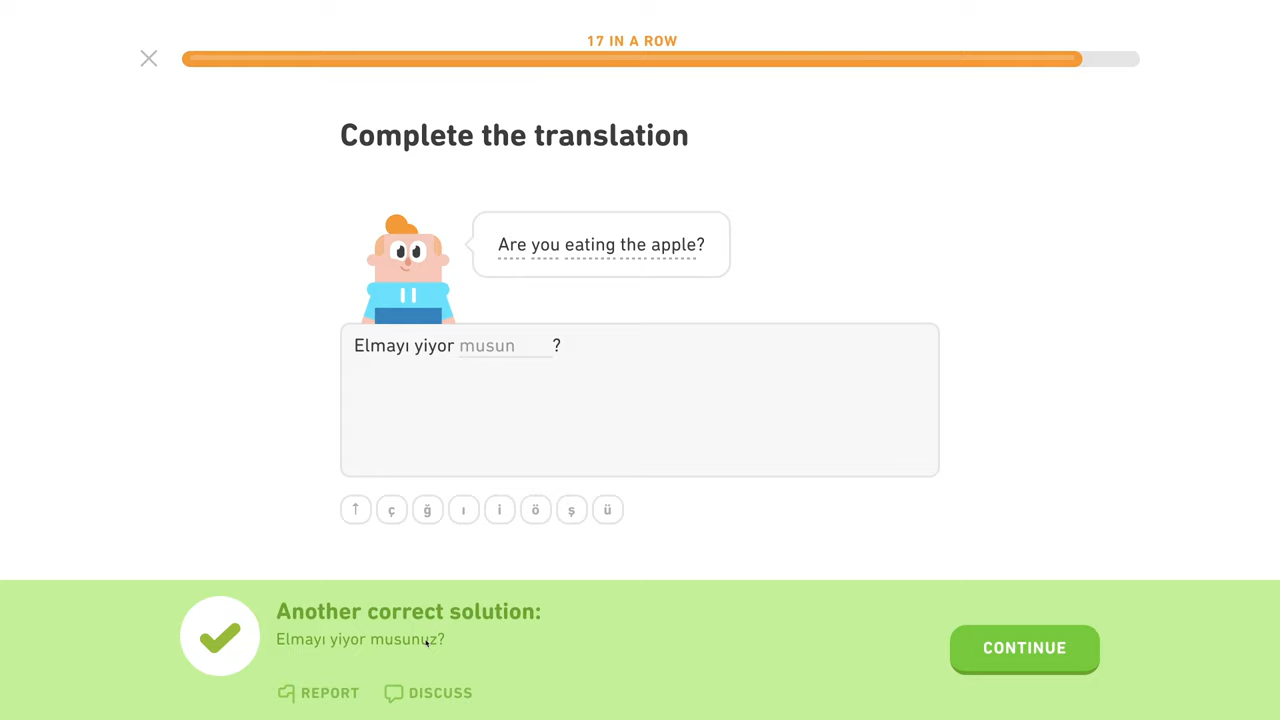 17 IN A ROW
Complete the translation
Are you eating the apple?
Elmayı yiyor musun ?
↑ ç ğ ı i ö ş ü
Another correct solution:
Elmayı yiyor musunuz?
CONTINUE
REPORT DISCUSS